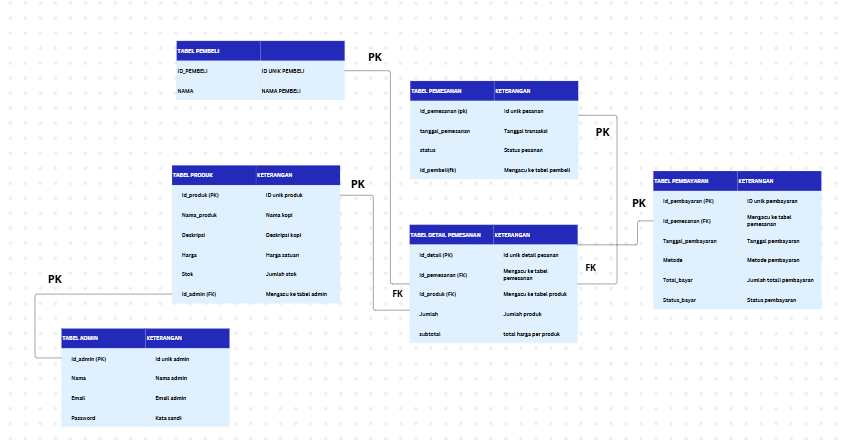 PK
TABEL PEMBELI
ID_PEMBELI ID UNIK PEMBELI
NAMA NAMA PEMBELI
TABEL PEMESANAN KETERANGAN
Id_pemesanan (pk) Id unik pesanan
tanggal_pemesanan Tanggal transaksi
status Status pesanan
Id_pembeli(fk) Mengacu ke tabel pembeli
PK
TABEL PRODUK KETERANGAN
Id_produk (PK) ID unik produk
Nama_produk Nama kopi
Deskripsi Deskripsi kopi
Harga Harga satuan
Stok Jumlah stok
Id_admin (FK) Mengacu ke tabel admin
PK
TABEL PEMBAYARAN KETERANGAN
Id_pembayaran (PK) ID unik pembayaran
Id_pemesanan (FK) Mengacu ke tabel
pemesanan
Tanggal_pembayaran Tanggal pembayaran
Metode Metode pembayaran
Total_bayar Jumlah totall pembayaran
Status_bayar Status pembayaran
PK
TABEL DETAIL PEMESANAN KETERANGAN
Id_detail (PK) Id unik detail pesanan
Id_pemesanan (FK) Mengacu ke tabel
pemesanan
Id_produk (FK) Mengacu ke tabel produk
Jumlah Jumlah produk
subtotal total harga per produk
FK
FK
PK
TABEL ADMIN KETERANGAN
Id_admin (PK) Id unik admin
Nama Nama admin
Email Email admin
Password Kata sandi